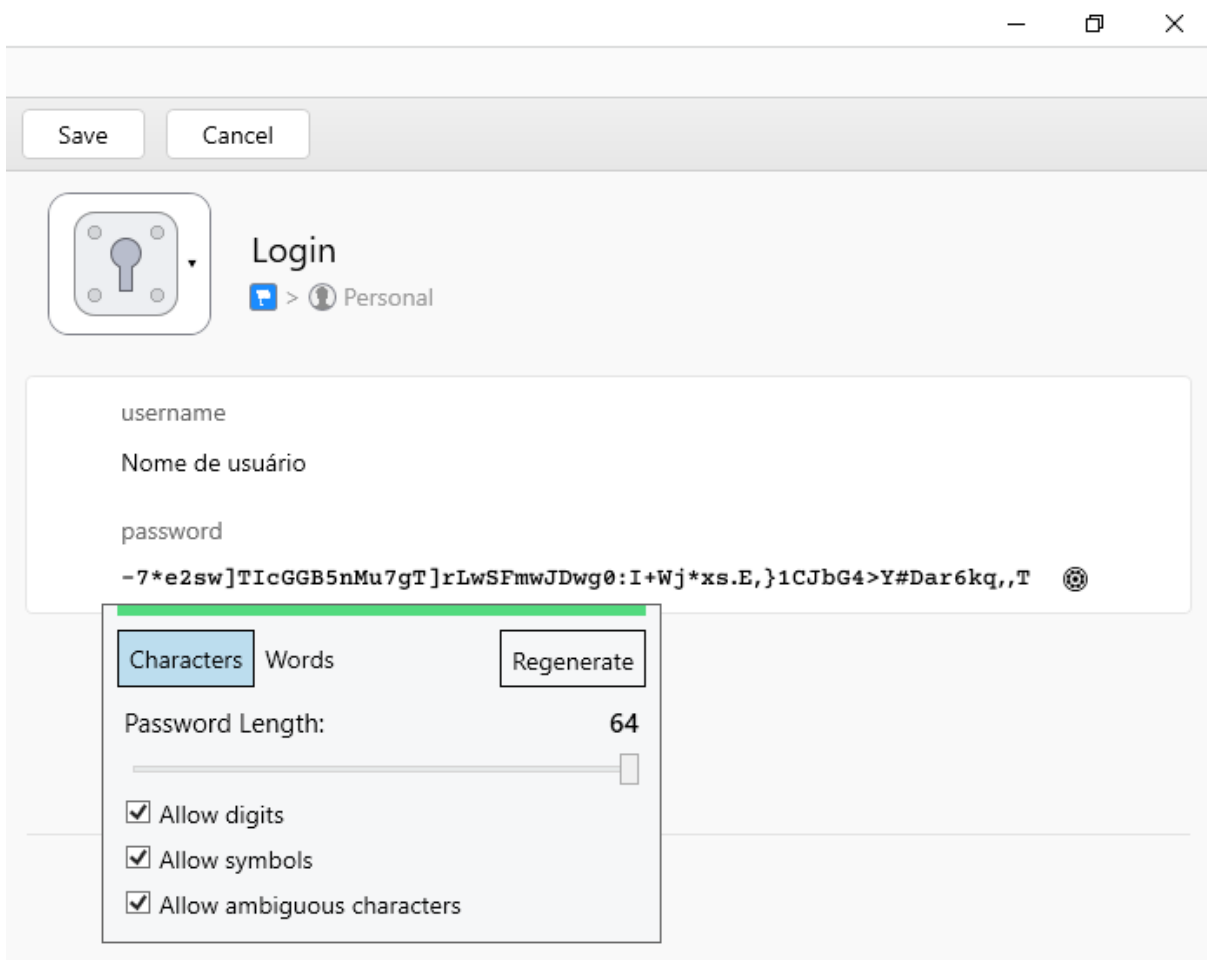 Save Cancel
Login
> Personal
username
Nome de usuário
password
-7*e2sw]TIcGGB5nMu7gT]rLwSFmwJDwg0:I+Wj*xs.E,}1CJbG4>Y#Dar6kq,,T
Characters Words Regenerate
Password Length: 64
Allow digits
Allow symbols
Allow ambiguous characters